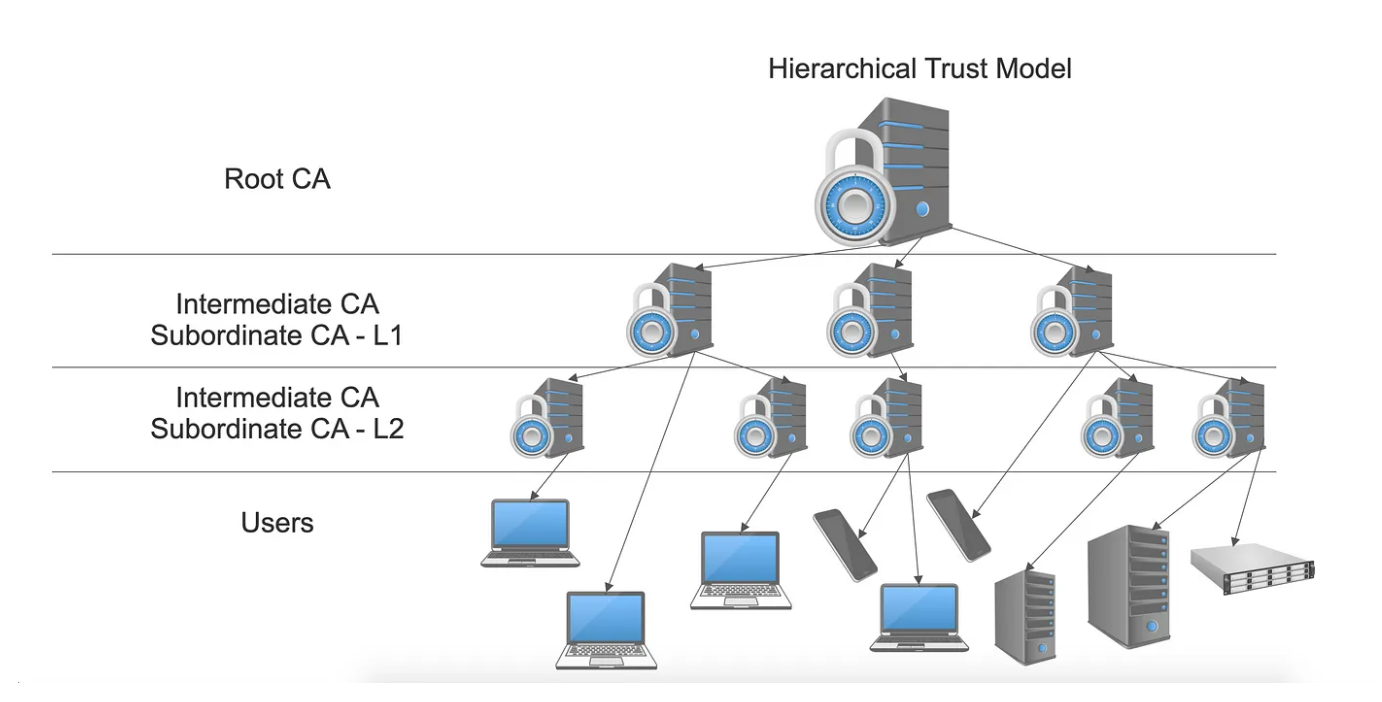 Hierarchical Trust Model
Root CA
Intermediate CA
Subordinate CA - L1
Intermediate CA
Subordinate CA - L2
Users